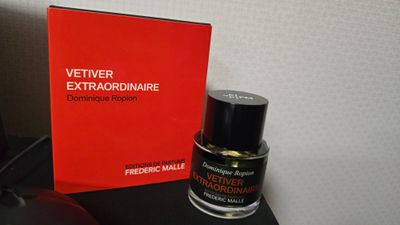 VETIVER
EXTRAORDINAIRE
Dominique Ropion
EDITIONS DE PARFUMS
FREDERIC MALLE
Dominique Ropion
VETIVER
EXTRAORDINAIRE
FREDERIC MALLE